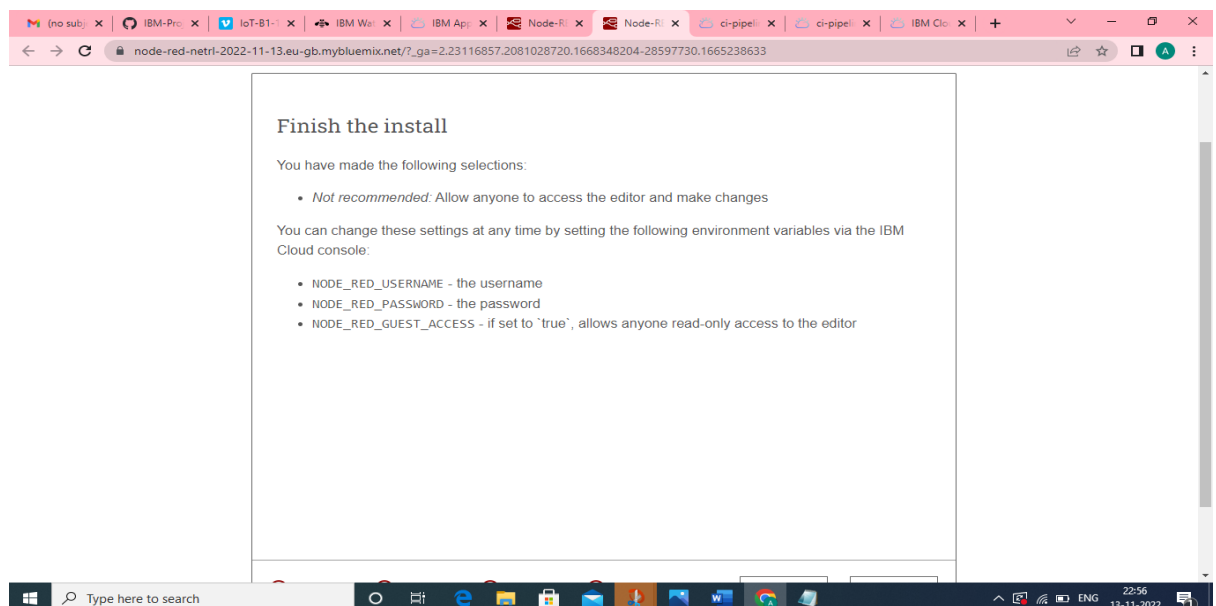 (no subj
IBM-Pro
IoT-B1-1
IBM Wat
IBM App
Node-RE
Node-RE
ci-pipeli
ci-pipeli
IBM Clo
node-red-netrl-2022-11-13.eu-gb.mybluemix.net/?_ga=2.23116857.2081028720.1668348204-28597730.1665238633
A
Finish the install
You have made the following selections:
• Not recommended: Allow anyone to access the editor and make changes
You can change these settings at any time by setting the following environment variables via the IBM
Cloud console:
• NODE_RED_USERNAME - the username
• NODE_RED_PASSWORD - the password
• NODE_RED_GUEST_ACCESS - if set to `true`, allows anyone read-only access to the editor
Type here to search
ENG
22:56
13-11-2022